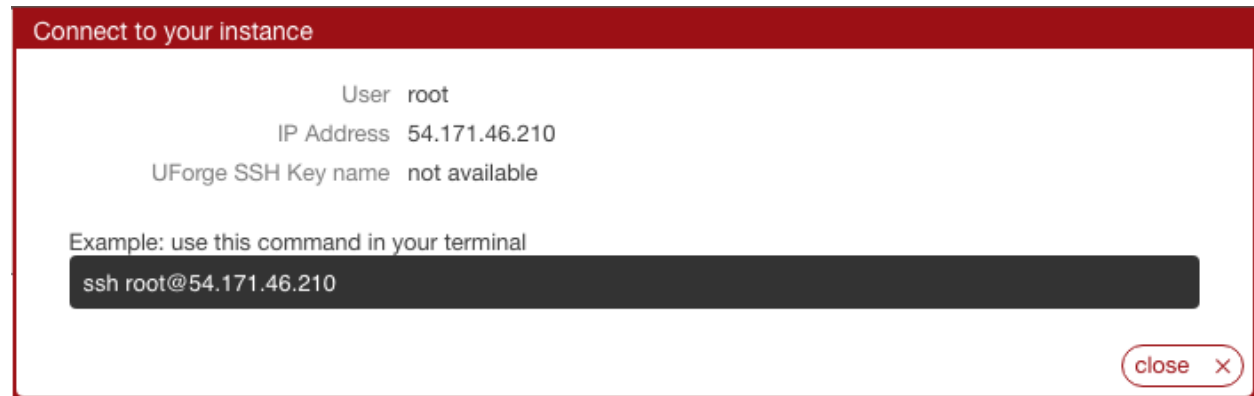 Connect to your instance
User root
IP Address 54.171.46.210
UForge SSH Key name not available
Example: use this command in your terminal
ssh root@54.171.46.210
close ×